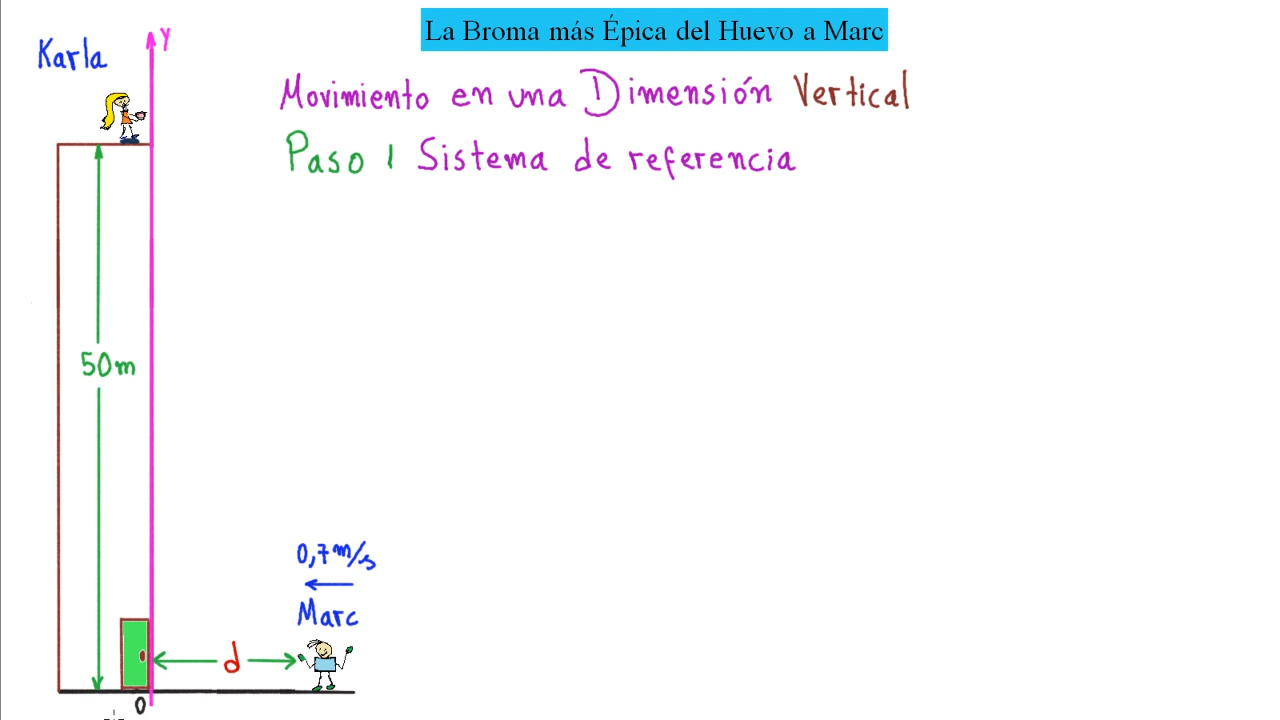 La Broma más Épica del Huevo a Marc
Karla
Y
Movimiento en una Dimensión Vertical
Paso 1 Sistema de referencia
50m
0,7m/s
Marc
d
0